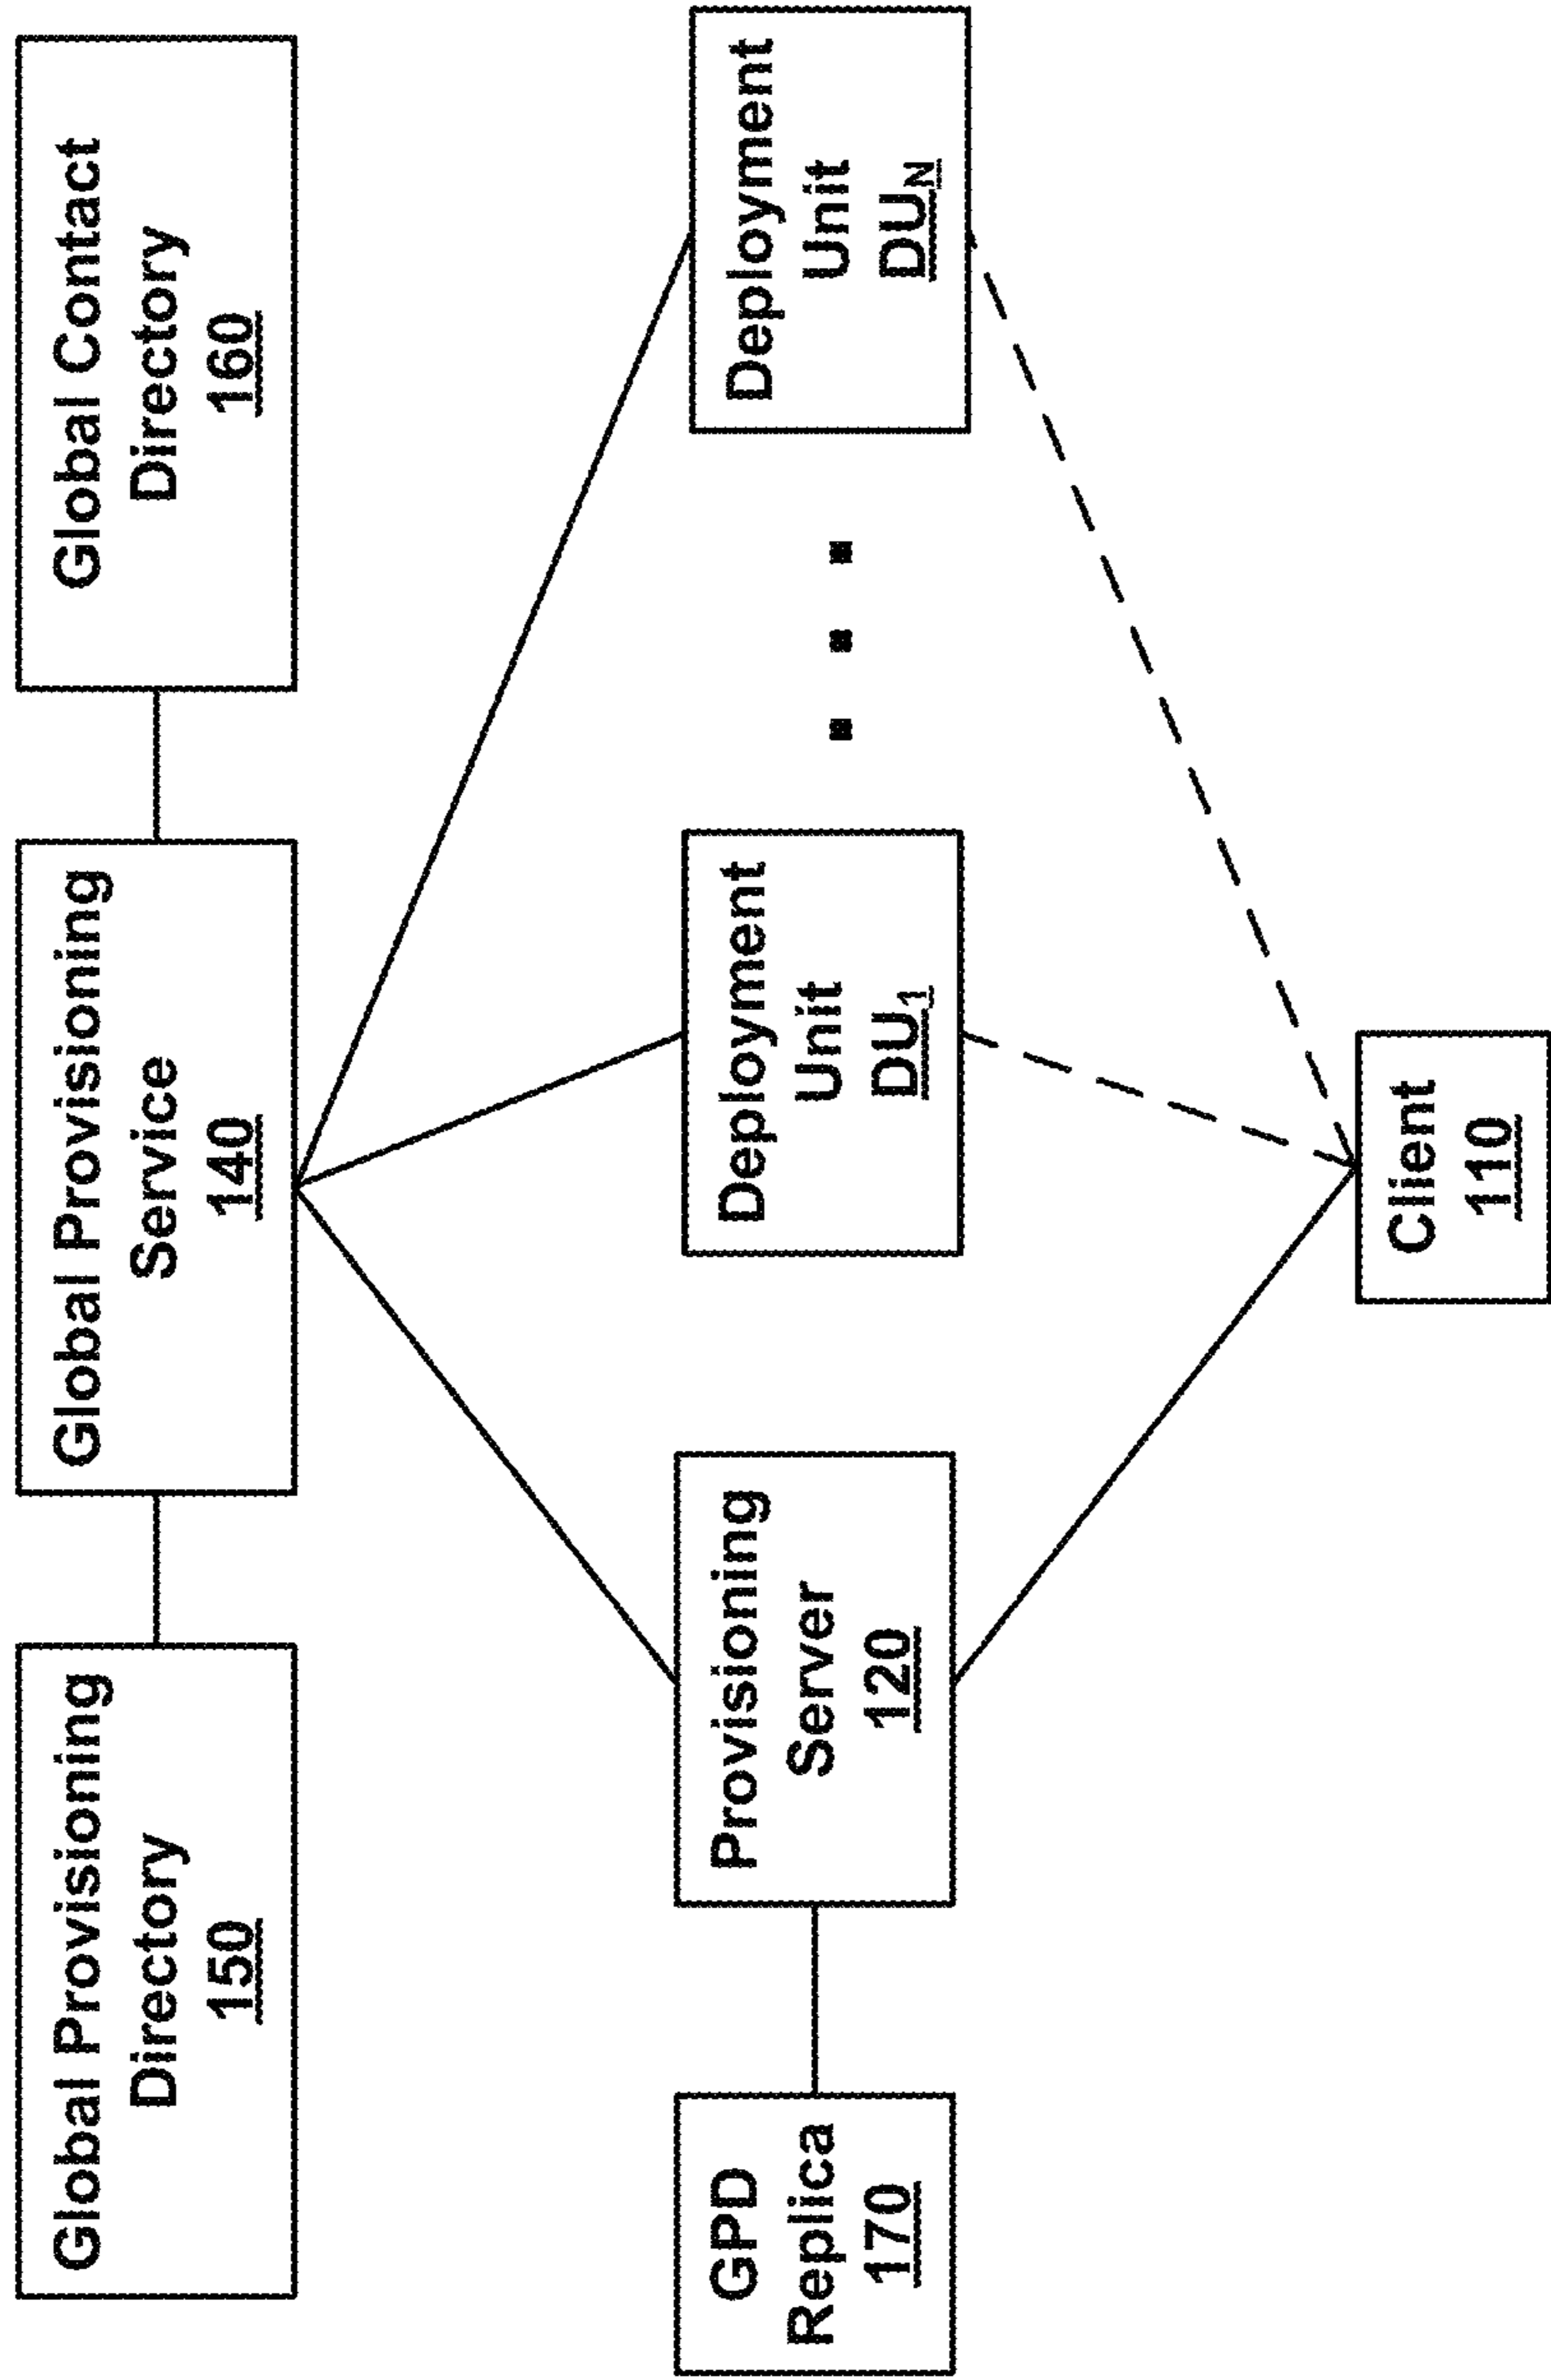 Global Provisioning
Directory
150
Global Provisioning
Service
140
Global Contact
Directory
160
GPD
Replica
170
Provisioning
Server
120
Deployment
Unit
DU1
Deployment
Unit
DUN
Client
110